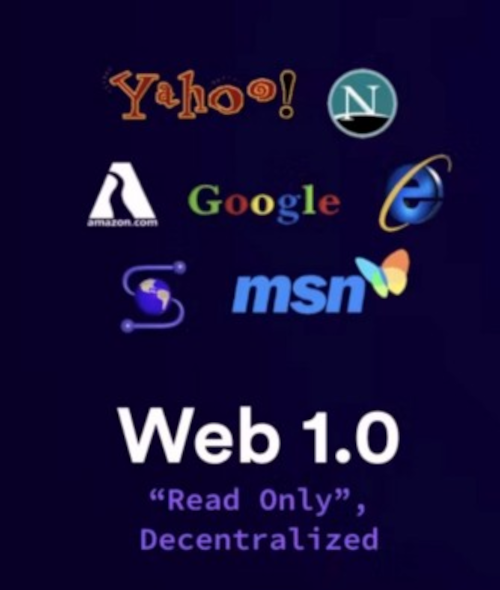 Yahoo!
N
amazon.com
Google
e
S
msn
Web 1.0
“Read Only”,
Decentralized